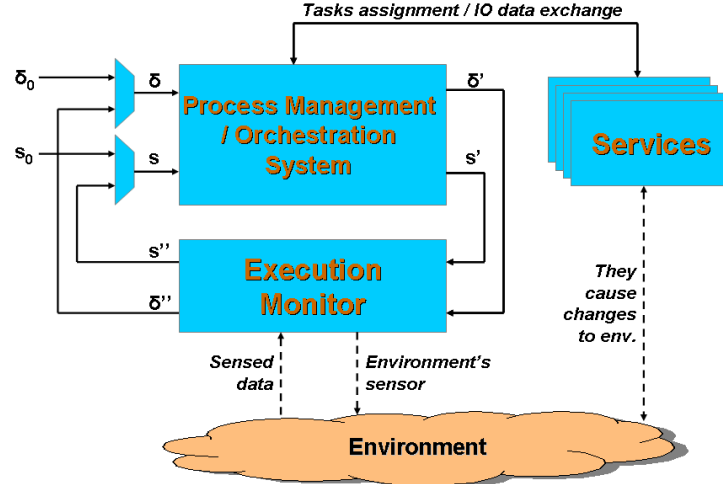 Tasks assignment / IO data exchange
δ₀
δ
δ'
Process Management
/ Orchestration
System
s₀
s
s'
Services
s''
δ''
Execution
Monitor
They
cause
changes
to env.
Sensed
data
Environment's
sensor
Environment